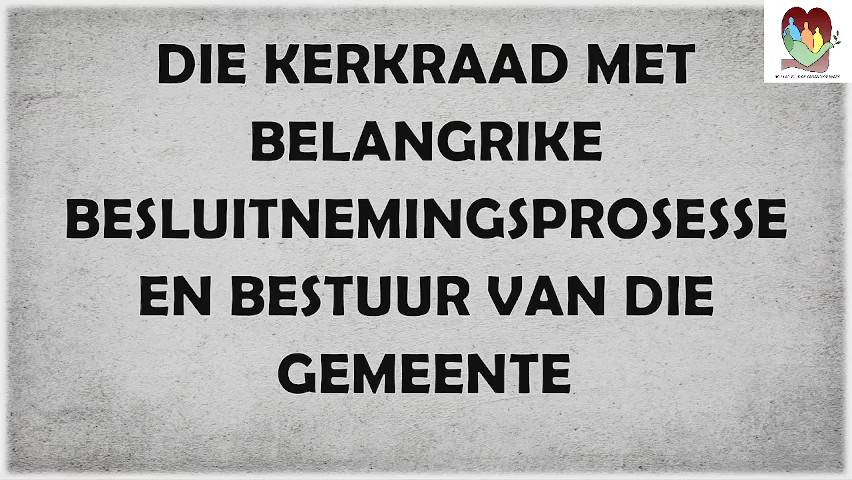 DIE KERKRAAD MET
BELANGRIKE
BESLUITNEMINGSPROSESSE
EN BESTUUR VAN DIE
GEMEENTE